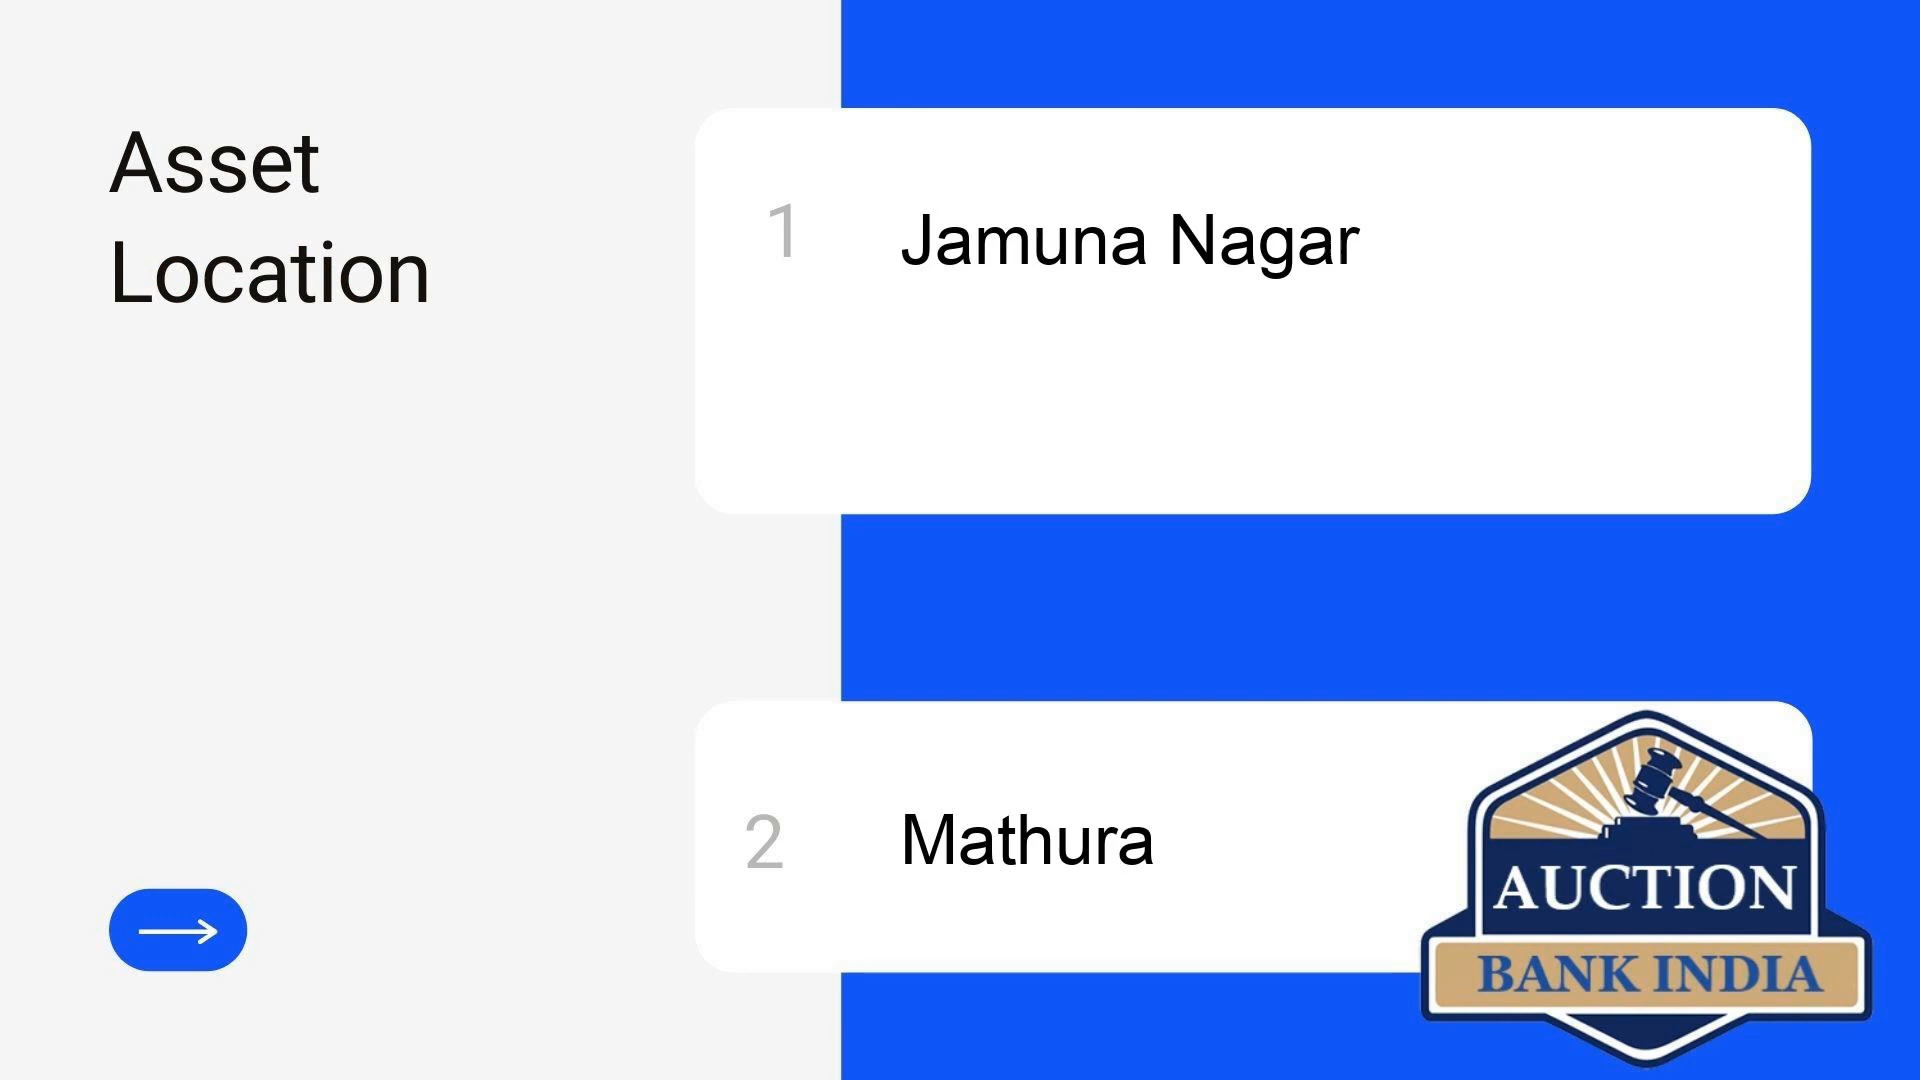 Asset
Location
1
Jamuna Nagar
2
Mathura
AUCTION
BANK INDIA